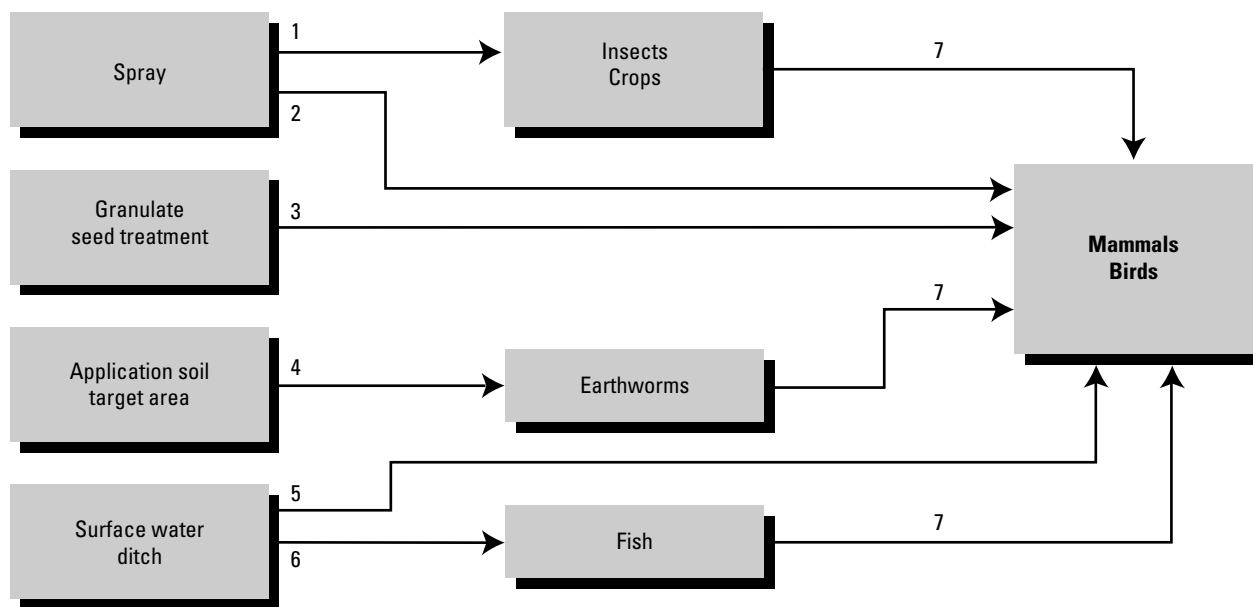 Spray
1
2
Insects
Crops
7
Granulate
seed treatment
3
Mammals
Birds
Application soil
target area
4
Earthworms
7
Surface water
ditch
5
6
Fish
7